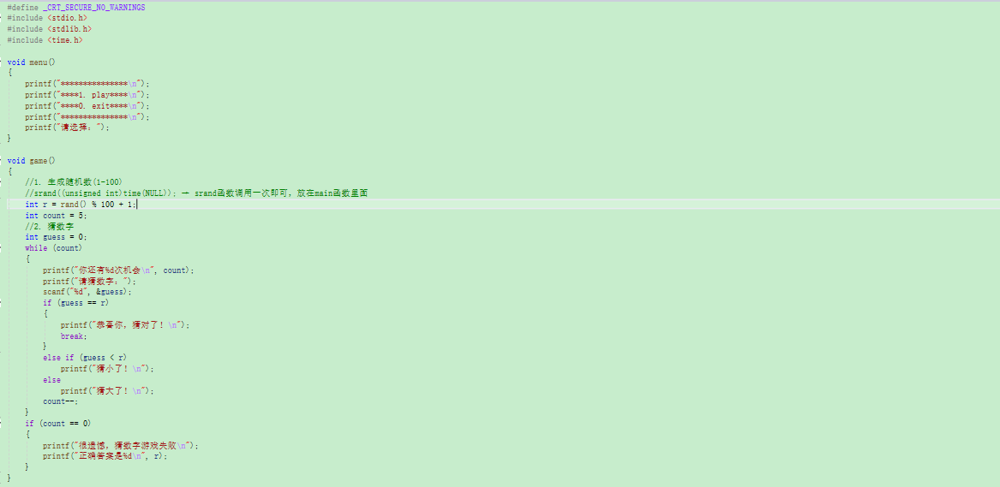 #define _CRT_SECURE_NO_WARNINGS
#include <stdio.h>
#include <stdlib.h>
#include <time.h>
void menu()
{
printf("***************\n");
printf("****1. play****\n");
printf("****0. exit****\n");
printf("***************\n");
printf("请选择：");
}
void game()
{
//1. 生成随机数(1-100)
//srand((unsigned int)time(NULL)); → srand函数调用一次即可，放在main函数里面
int r = rand() % 100 + 1;
int count = 5;
//2. 猜数字
int guess = 0;
while (count)
{
printf("你还有%d次机会\n", count);
printf("请猜数字：");
scanf("%d", &guess);
if (guess == r)
{
printf("恭喜你，猜对了！\n");
break;
}
else if (guess < r)
printf("猜小了！\n");
else
printf("猜大了！\n");
count--;
}
if (count == 0)
{
printf("很遗憾，猜数字游戏失败\n");
printf("正确答案是%d\n", r);
}
}